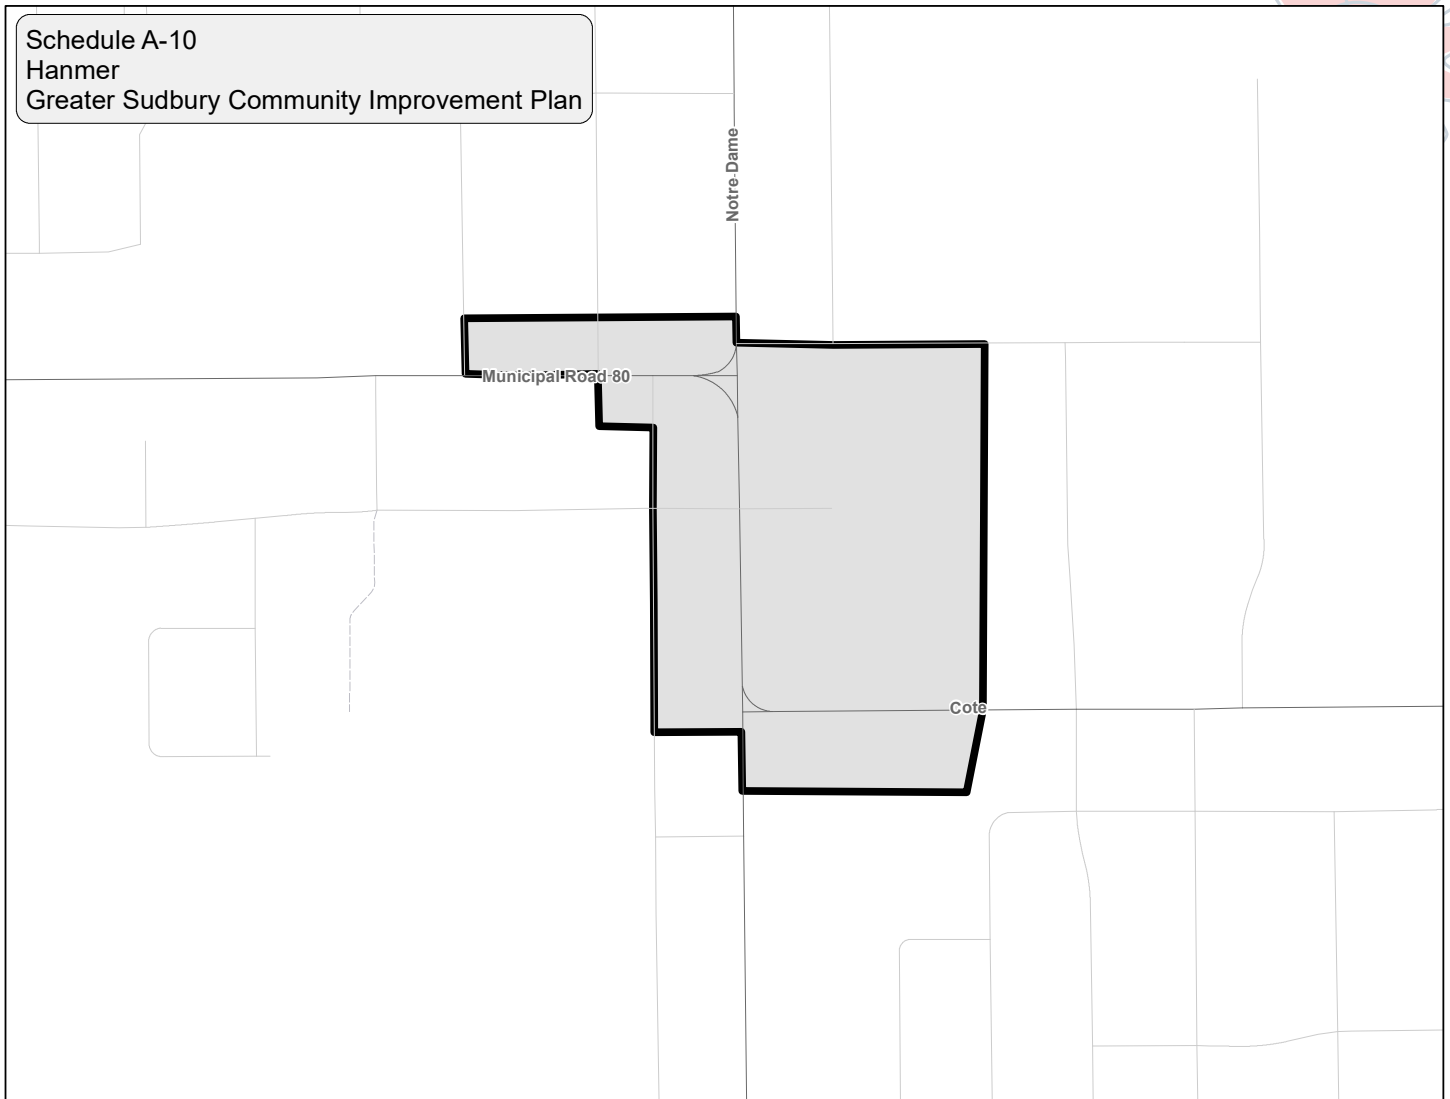 Schedule A-10
Hanmer
Greater Sudbury Community Improvement Plan
Notre-Dame
Municipal Road 80
Cote